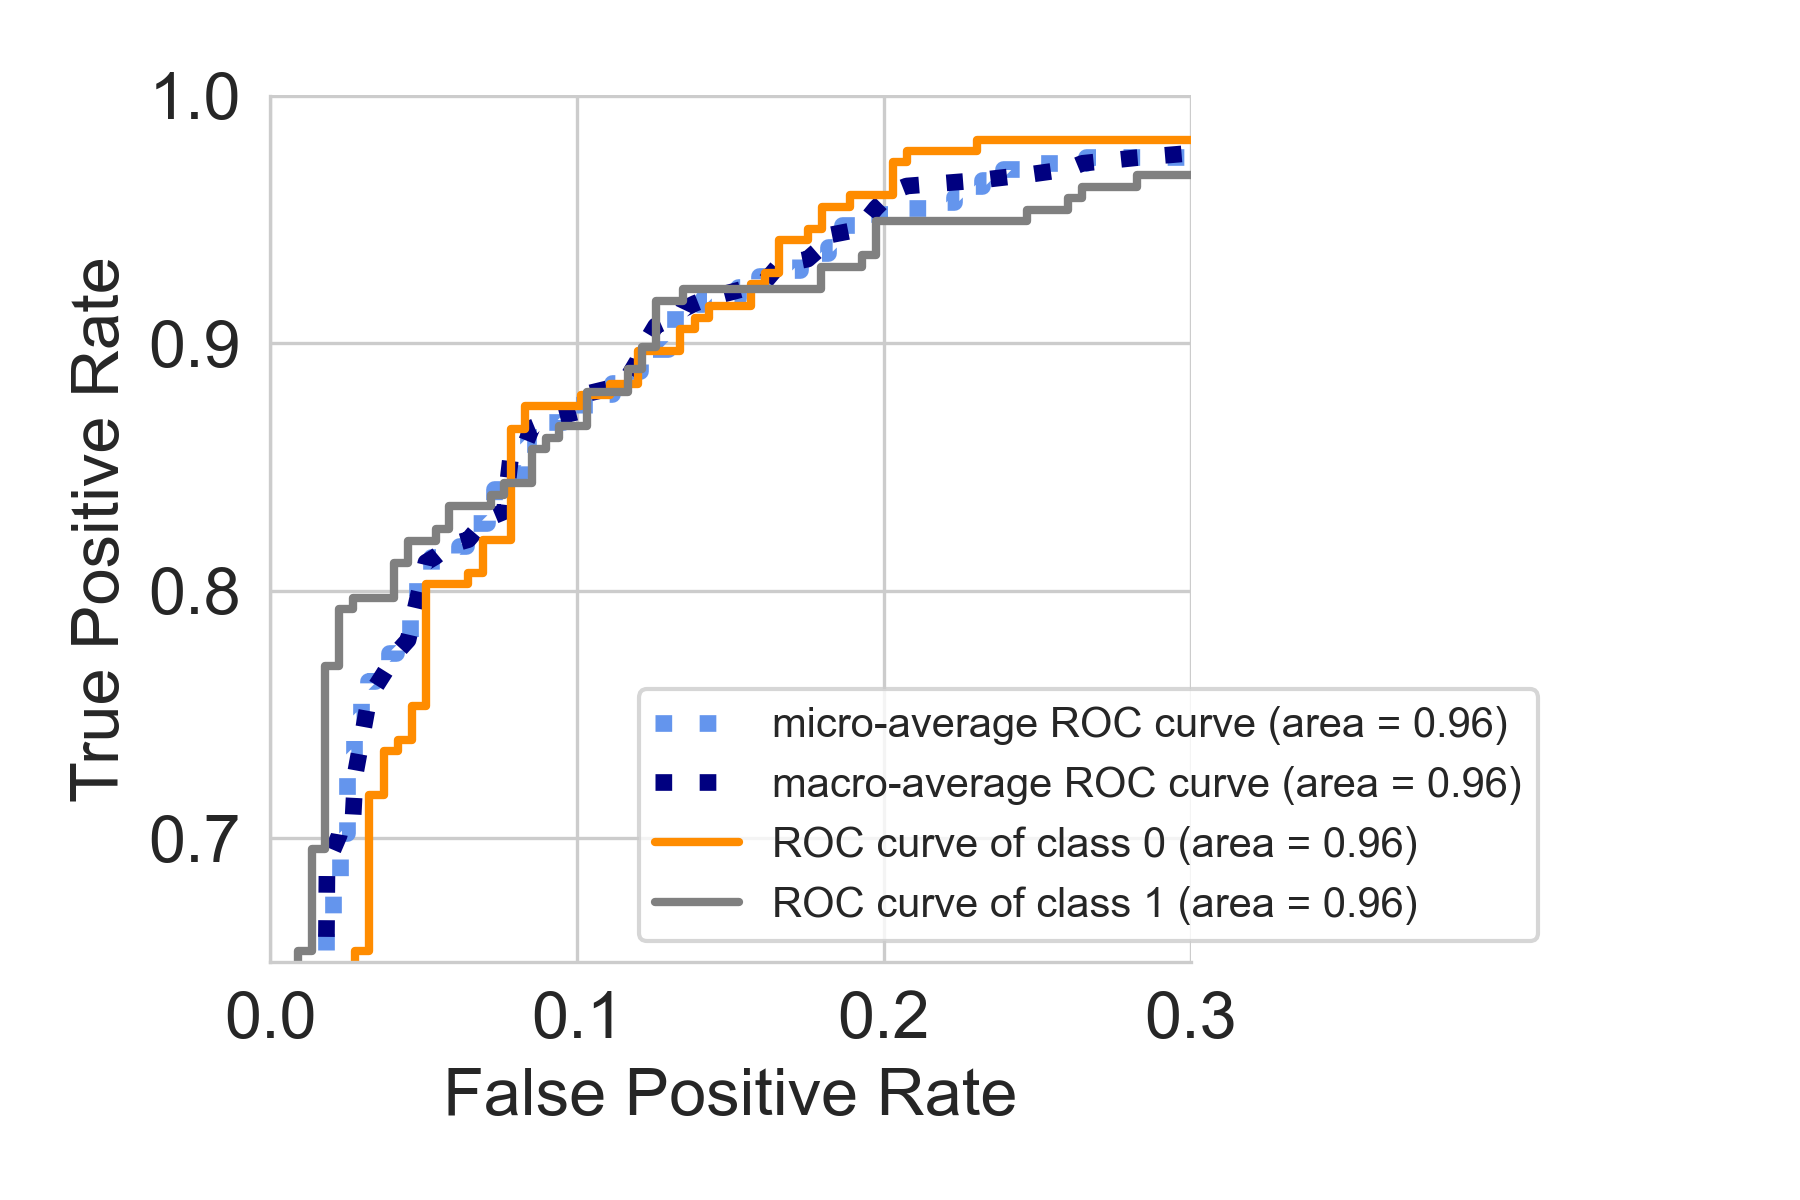 1.0
0.9
0.8
0.7
True Positive Rate
micro-average ROC curve (area = 0.96)
macro-average ROC curve (area = 0.96)
ROC curve of class 0 (area = 0.96)
ROC curve of class 1 (area = 0.96)
0.0 0.1 0.2 0.3
False Positive Rate